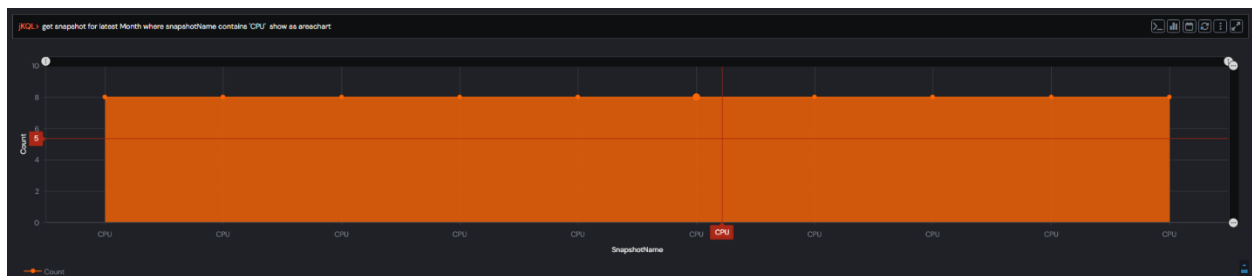 jKQL> get snapshot for latest Month where snapshotName contains 'CPU' show as areachart
10
8
6
5
4
2
0
Count
CPU CPU CPU CPU CPU CPU CPU CPU CPU CPU CPU
SnapshotName
Count